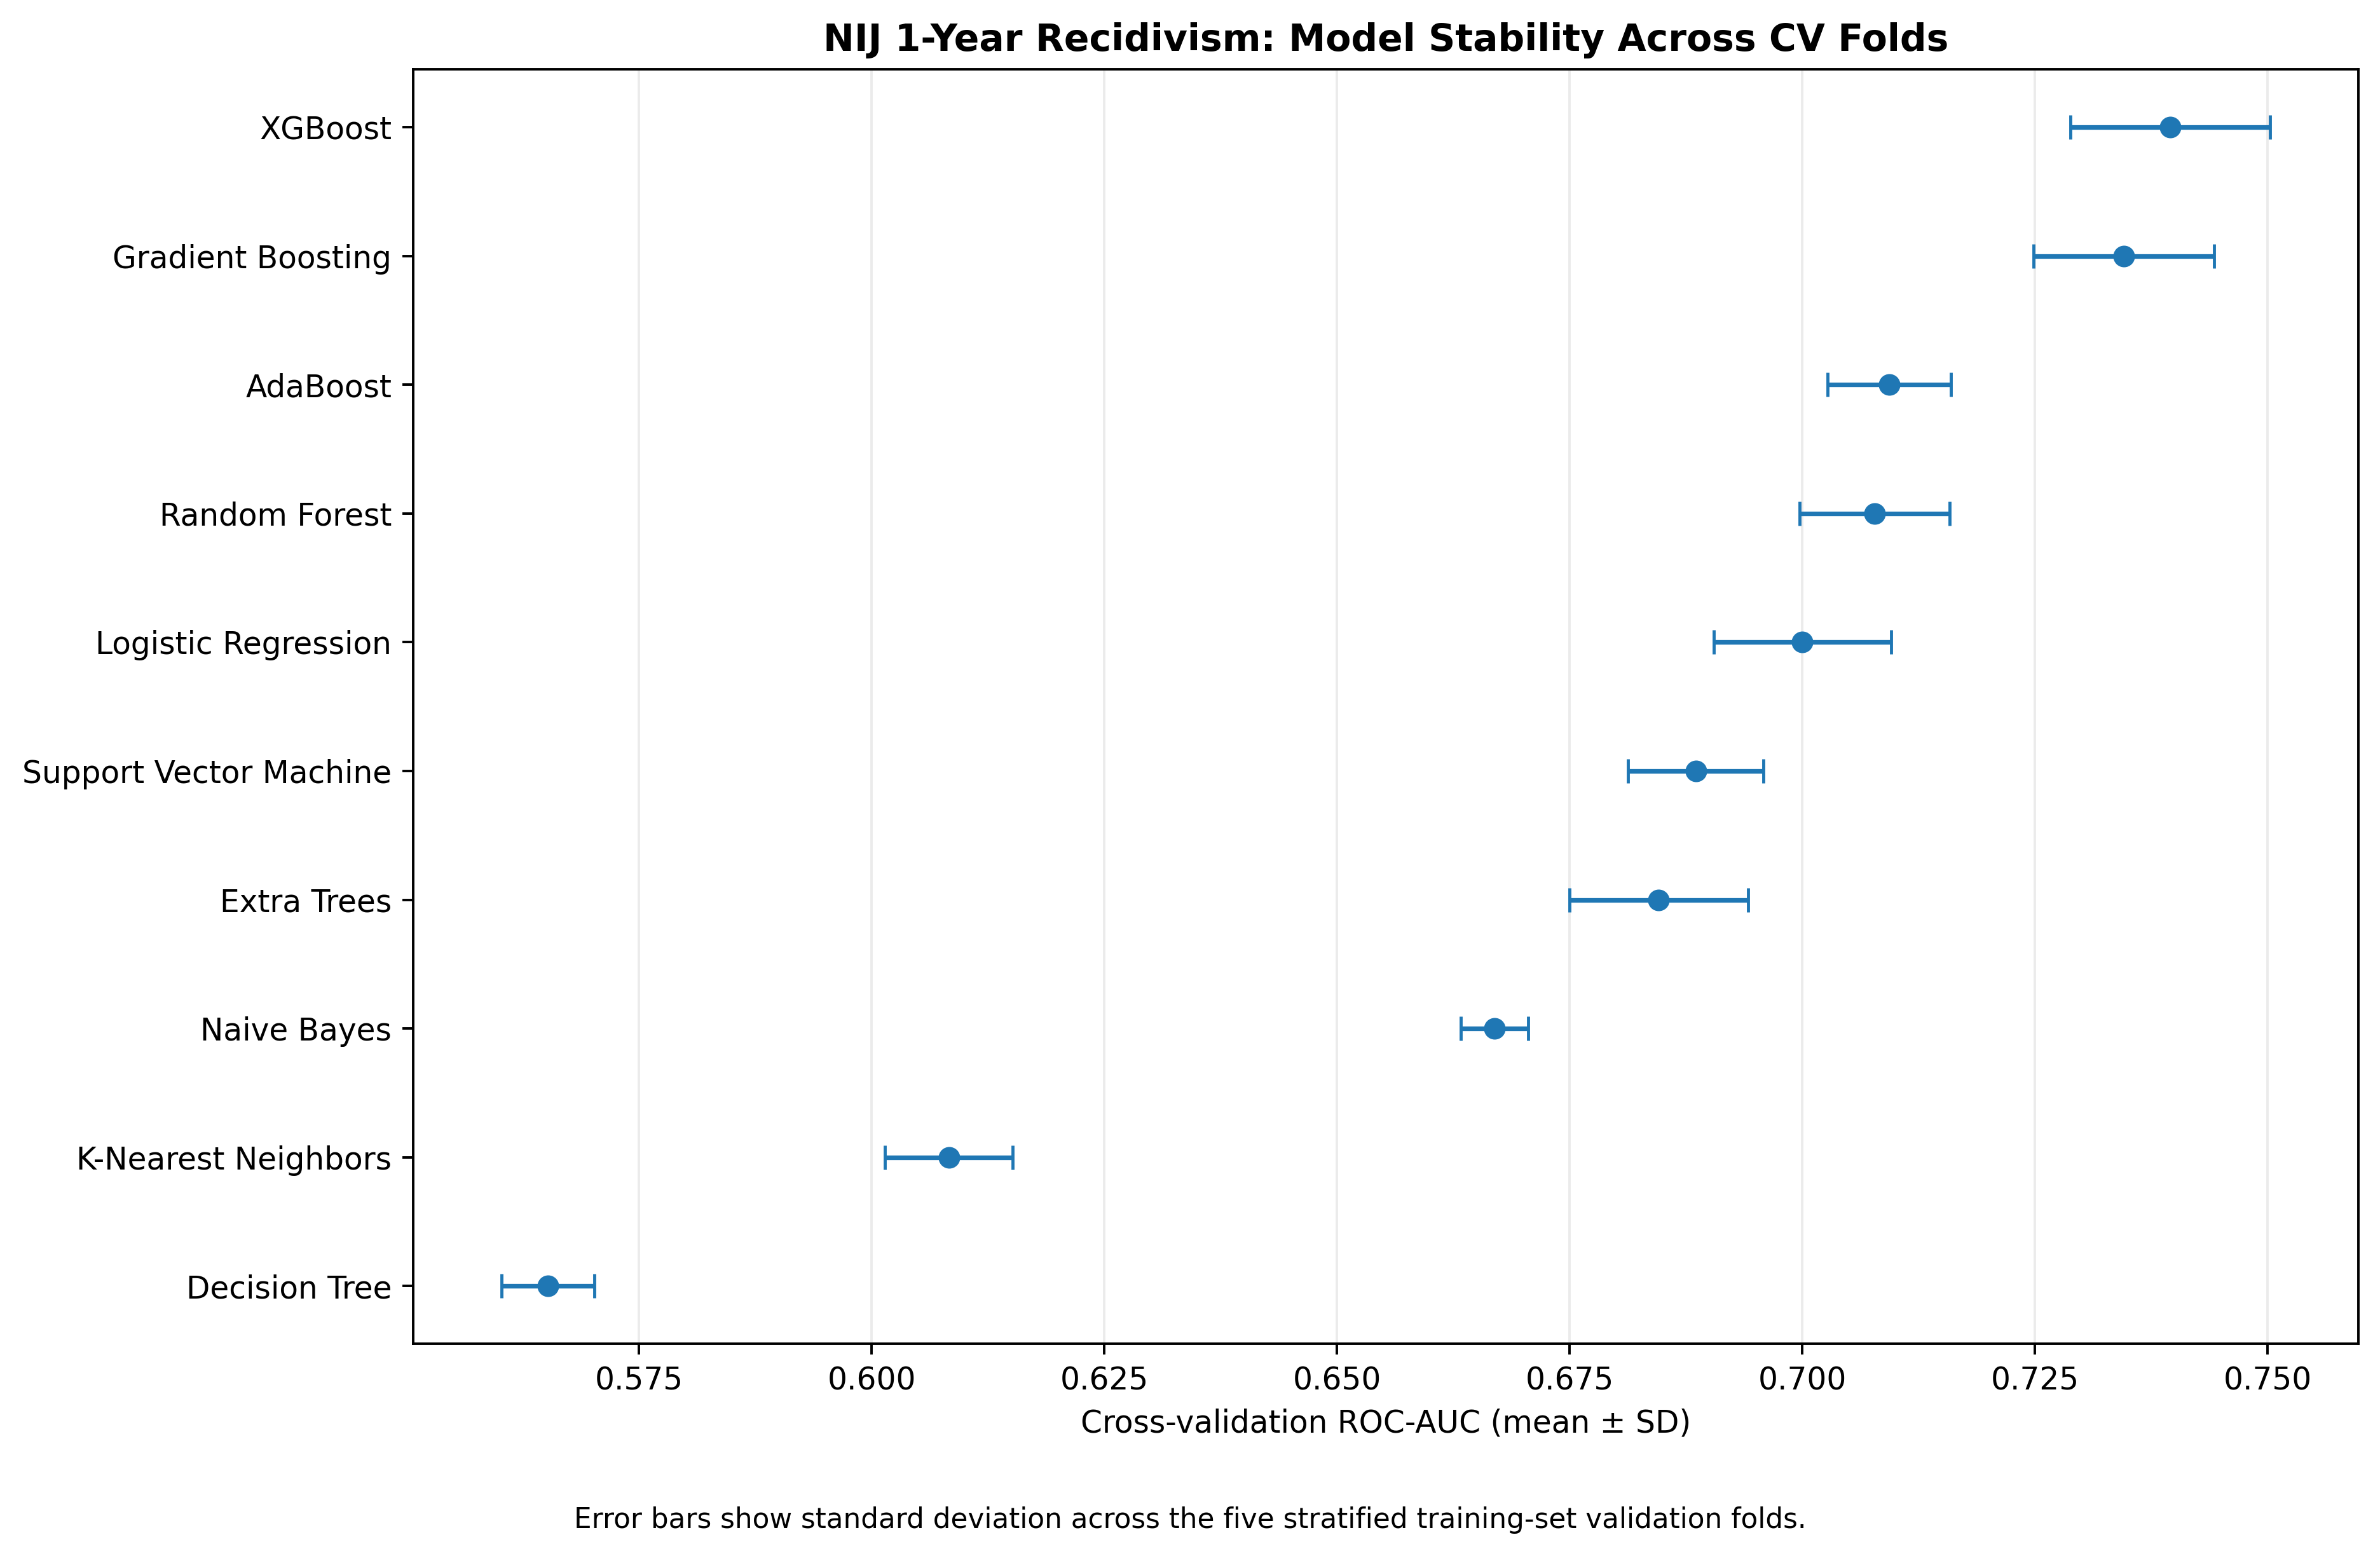 NIJ 1-Year Recidivism: Model Stability Across CV Folds
XGBoost
Gradient Boosting
AdaBoost
Random Forest
Logistic Regression
Support Vector Machine
Extra Trees
Naive Bayes
K-Nearest Neighbors
Decision Tree
0.575 0.600 0.625 0.650 0.675 0.700 0.725 0.750
Cross-validation ROC-AUC (mean ± SD)
Error bars show standard deviation across the five stratified training-set validation folds.